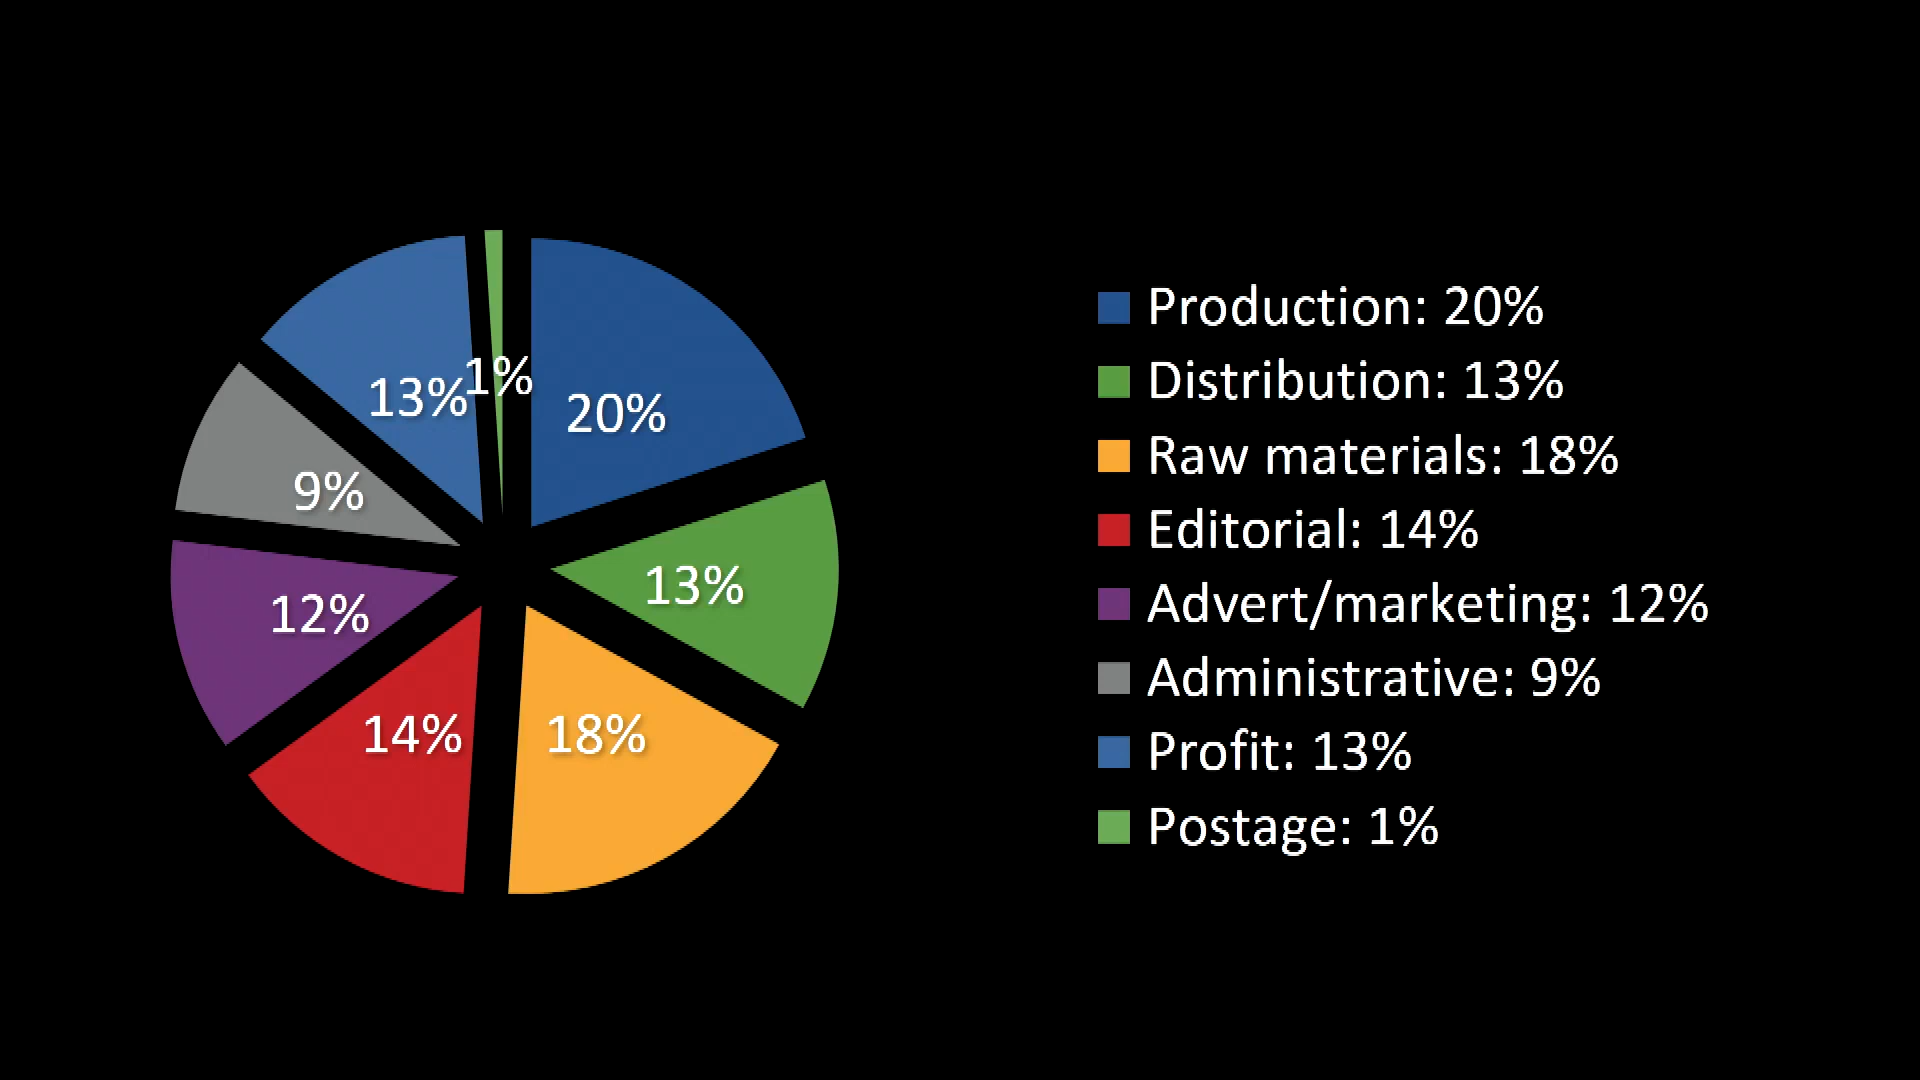 1%
13%
20%
9%
13%
12%
14%
18%
Production: 20%
Distribution: 13%
Raw materials: 18%
Editorial: 14%
Advert/marketing: 12%
Administrative: 9%
Profit: 13%
Postage: 1%